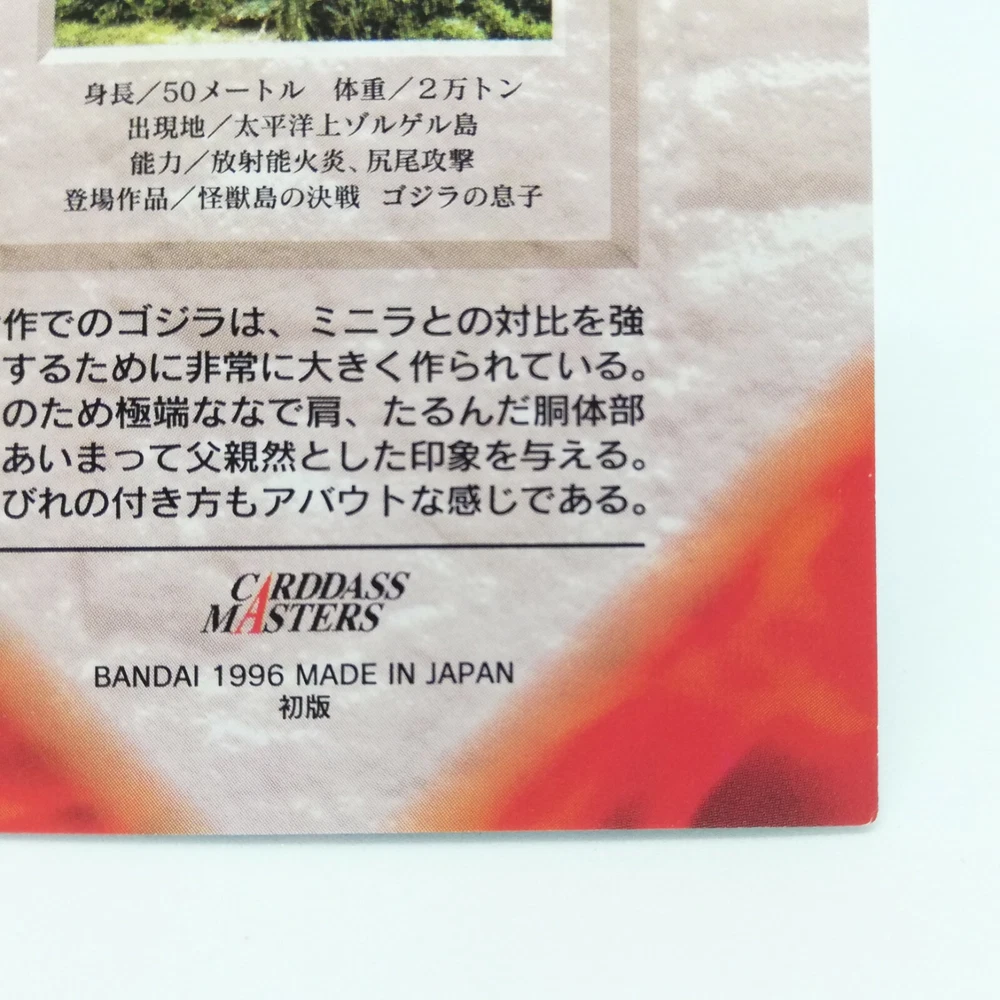 身長／50メートル　体重／2万トン
出現地／太平洋上ゾルゲル島
能力／放射能火炎、尻尾攻撃
登場作品／怪獣島の決戦 ゴジラの息子
作でのゴジラは、ミニラとの対比を強
するために非常に大きく作られている。
のため極端ななで肩、たるんだ胴体部
あいまって父親然とした印象を与える。
びれの付き方もアバウトな感じである。
CARDDASS
MASTERS
BANDAI 1996 MADE IN JAPAN
初版